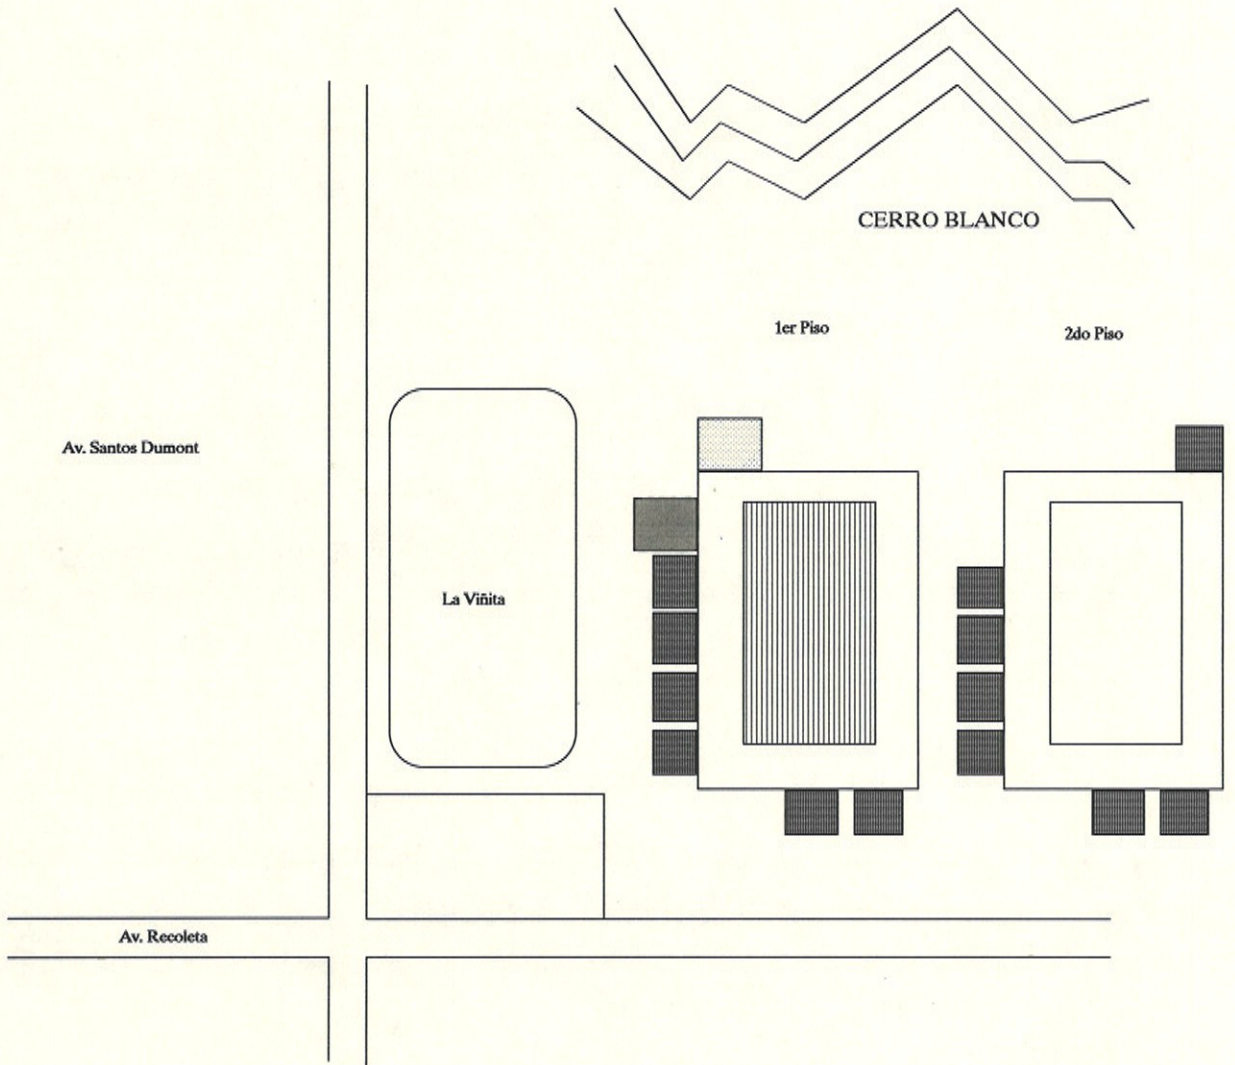 CERRO BLANCO
1er Piso
2do Piso
Av. Santos Dumont
La Viñita
Av. Recoleta